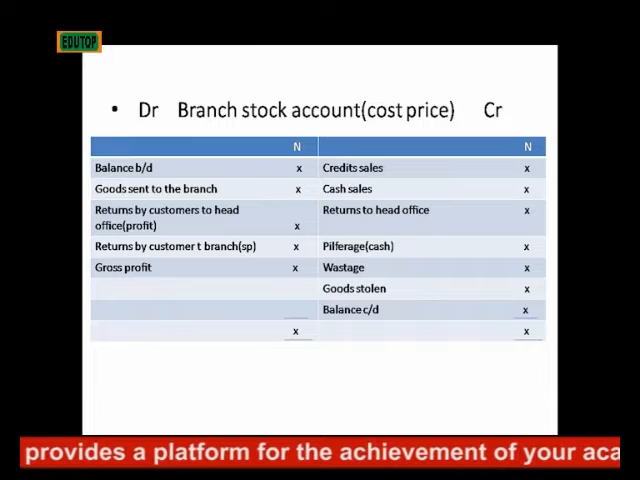 EDUTOP
• Dr Branch stock account(cost price) Cr
N N
Balance b/d x Credits sales x
Goods sent to the branch x Cash sales x
Returns by customers to head Returns to head office x
office(profit) x
Returns by customer t branch(sp) x Pilferage(cash) x
Gross profit x Wastage x
Goods stolen x
Balance c/d x
x x
provides a platform for the achievement of your aca